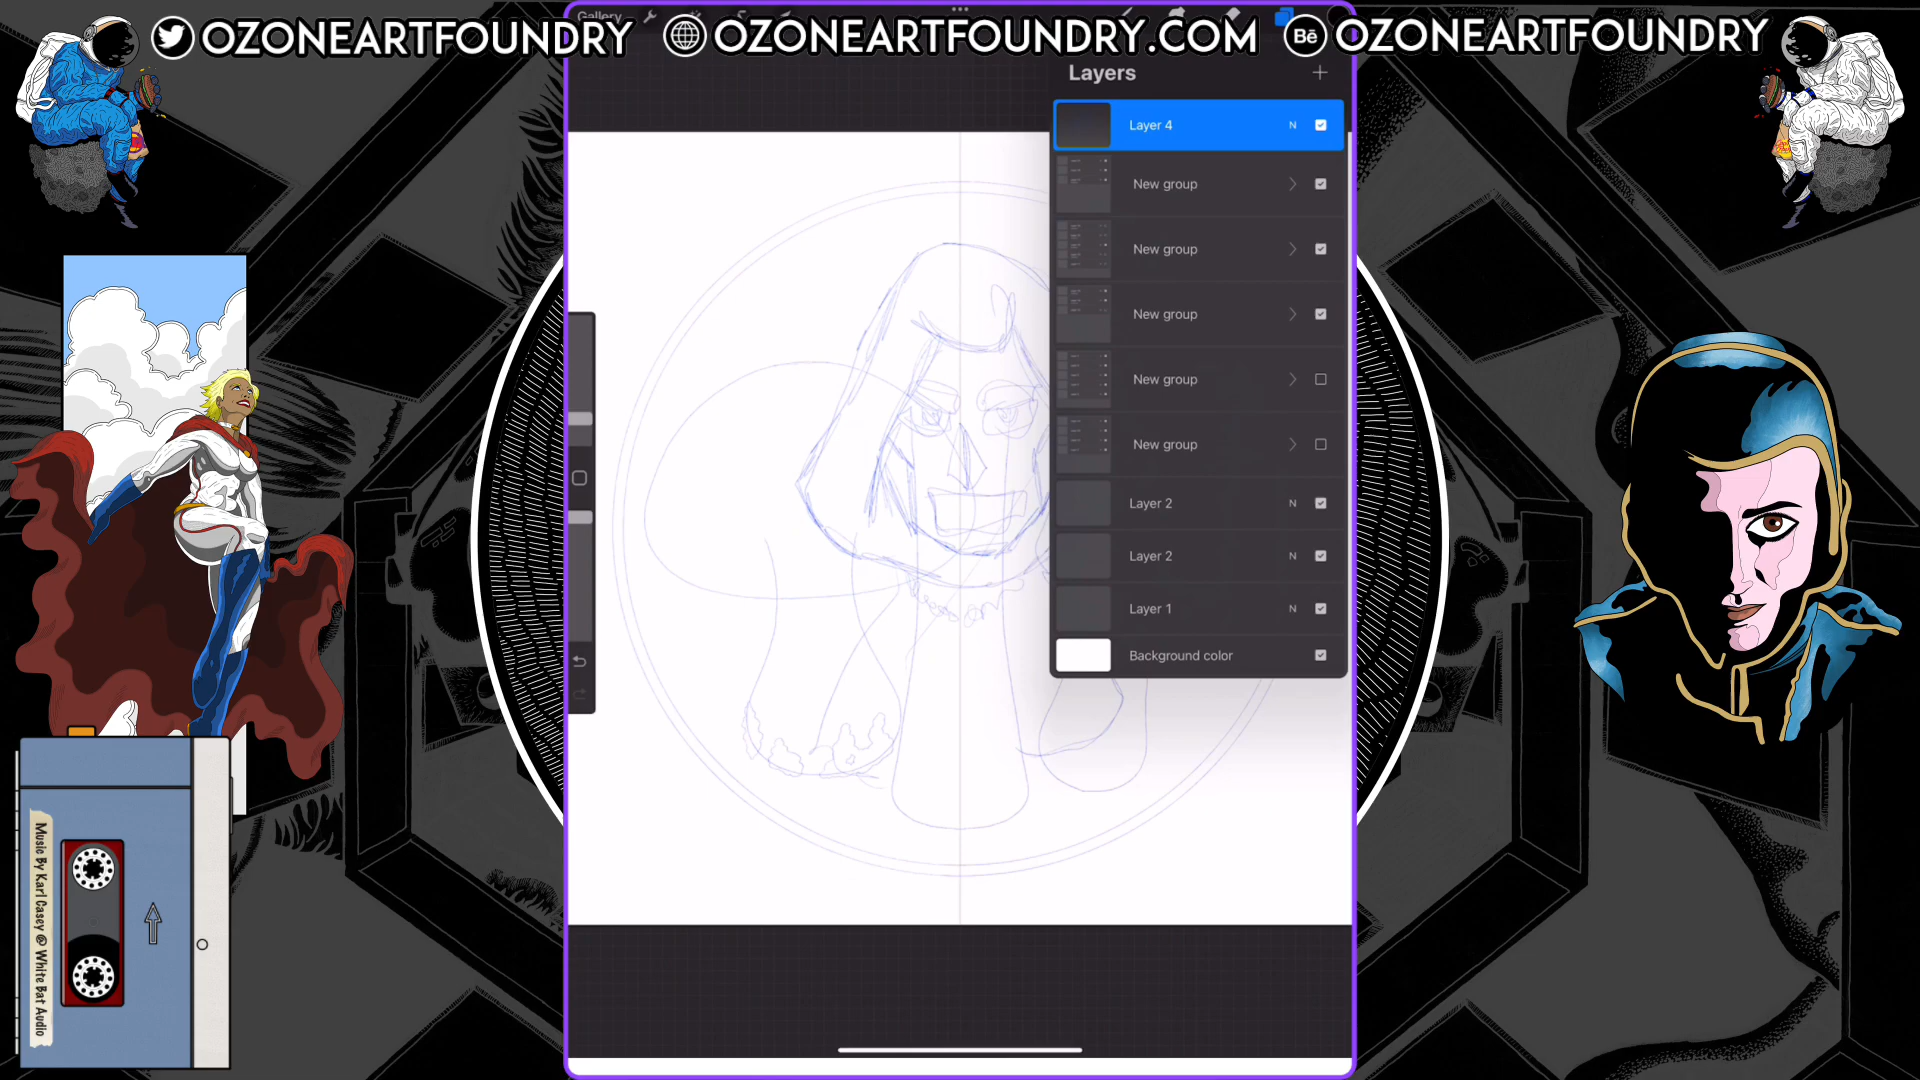 OZONEARTFOUNDRY OZONEARTFOUNDRY.COM Bē OZONEARTFOUNDRY
Gallery
Layers
Layer 4 N
New group
New group
New group
New group
New group
Layer 2 N
Layer 2 N
Layer 1 N
Background color
Music By Karl Casey @ White Bat Audio